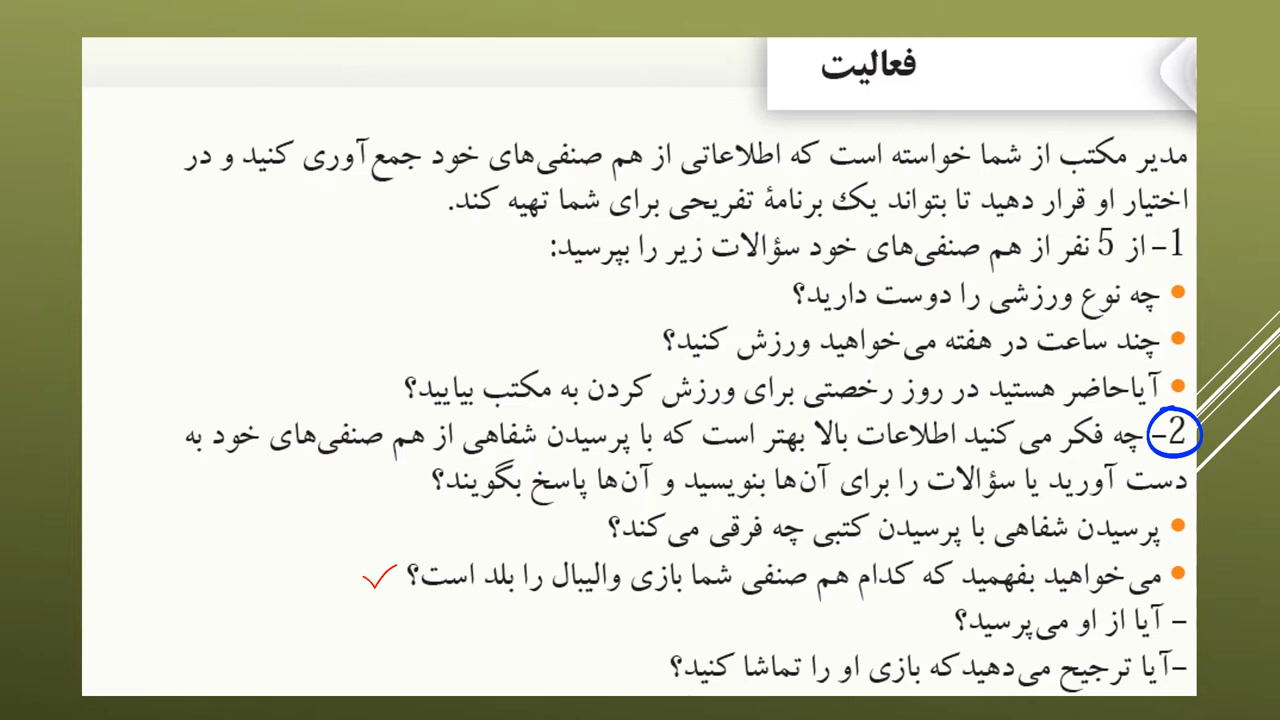 فعالیت
مدیر مکتب از شما خواسته است که اطلاعاتی از هم صنفی‌های خود جمع‌آوری کنید و در
اختیار او قرار دهید تا بتواند یک برنامۀ تفریحی برای شما تهیه کند.
1- از 5 نفر از هم صنفی‌های خود سؤالات زیر را بپرسید:
• چه نوع ورزشی را دوست دارید؟
• چند ساعت در هفته می‌خواهید ورزش کنید؟
• آیاحاضر هستید در روز رخصتی برای ورزش کردن به مکتب بیایید؟
2- چه فکر می‌کنید اطلاعات بالا بهتر است که با پرسیدن شفاهی از هم صنفی‌های خود به
دست آورید یا سؤالات را برای آن‌ها بنویسید و آن‌ها پاسخ بگویند؟
• پرسیدن شفاهی با پرسیدن کتبی چه فرقی می‌کند؟
• می‌خواهید بفهمید که کدام هم صنفی شما بازی والیبال را بلد است؟ ✓
- آیا از او می‌پرسید؟
-آیا ترجیح می‌دهیدکه بازی او را تماشا کنید؟